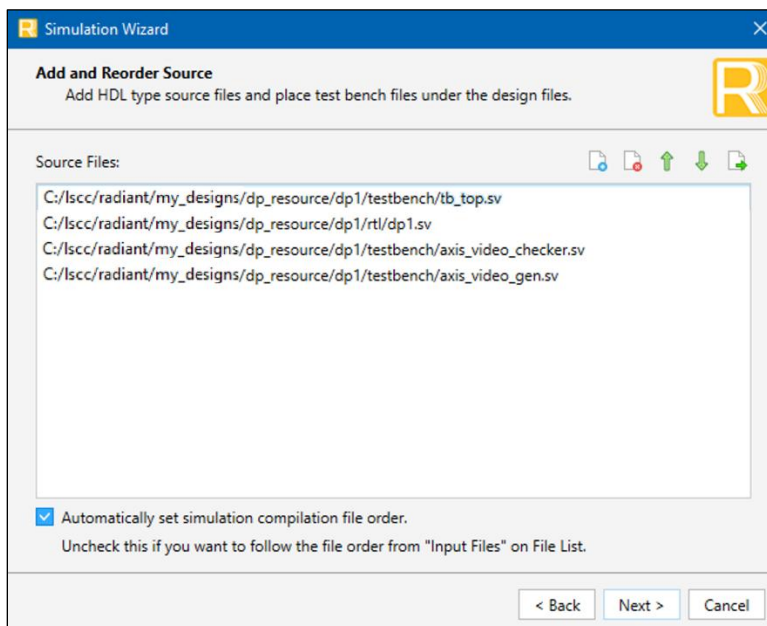 Simulation Wizard
Add and Reorder Source
Add HDL type source files and place test bench files under the design files.
Source Files:
C:/lscc/radiant/my_designs/dp_resource/dp1/testbench/tb_top.sv
C:/lscc/radiant/my_designs/dp_resource/dp1/rtl/dp1.sv
C:/lscc/radiant/my_designs/dp_resource/dp1/testbench/axis_video_checker.sv
C:/lscc/radiant/my_designs/dp_resource/dp1/testbench/axis_video_gen.sv
Automatically set simulation compilation file order.
Uncheck this if you want to follow the file order from "Input Files" on File List.
< Back Next > Cancel